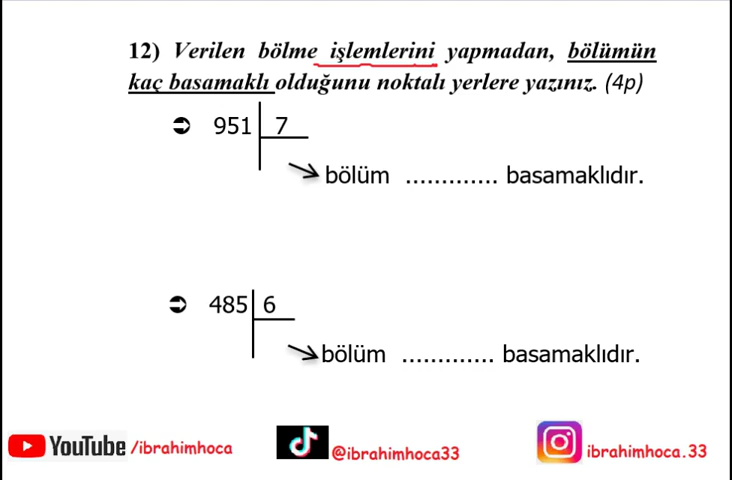 12) Verilen bölme işlemlerini yapmadan, bölümün
kaç basamaklı olduğunu noktalı yerlere yazınız. (4p)
➲ 951 7
bölüm ............. basamaklıdır.
➲ 485 6
bölüm ............. basamaklıdır.
YouTube /ibrahimhoca
@ibrahimhoca33
ibrahimhoca.33